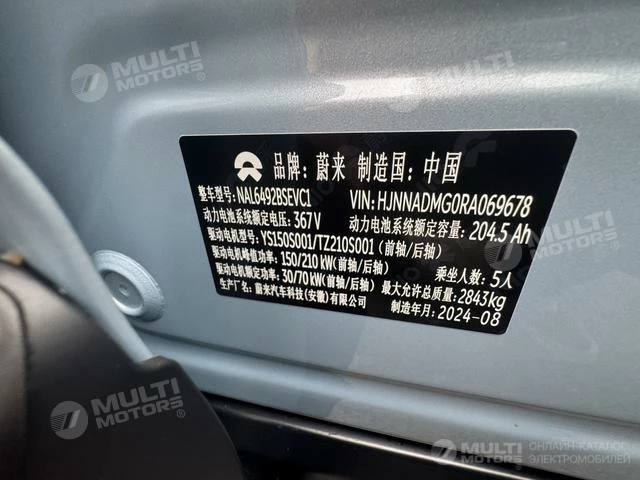 MULTI
MOTORS®
MULTI
MOTORS®
品牌: 蔚来 制造国: 中国
整车型号: NAL6492BSEVC1 VIN: HJNNADMG0RA069678
动力电池系统额定电压: 367V 动力电池系统额定容量: 204.5 Ah
驱动电机型号: YS150S001/TZ210S001 (前轴/后轴)
驱动电机峰值功率: 150/210 kW(前轴/后轴) 乘坐人数: 5人
驱动电机额定功率: 30/70 kW(前轴/后轴) 最大允许总质量: 2843kg
生产厂名: 蔚来汽车科技(安徽)有限公司 制造年月: 2024-08
MULTI
MOTORS®
MULTI
MOTORS
ОНЛАЙН-КАТАЛОГ
ЭЛЕКТРОМОБИЛЕЙ